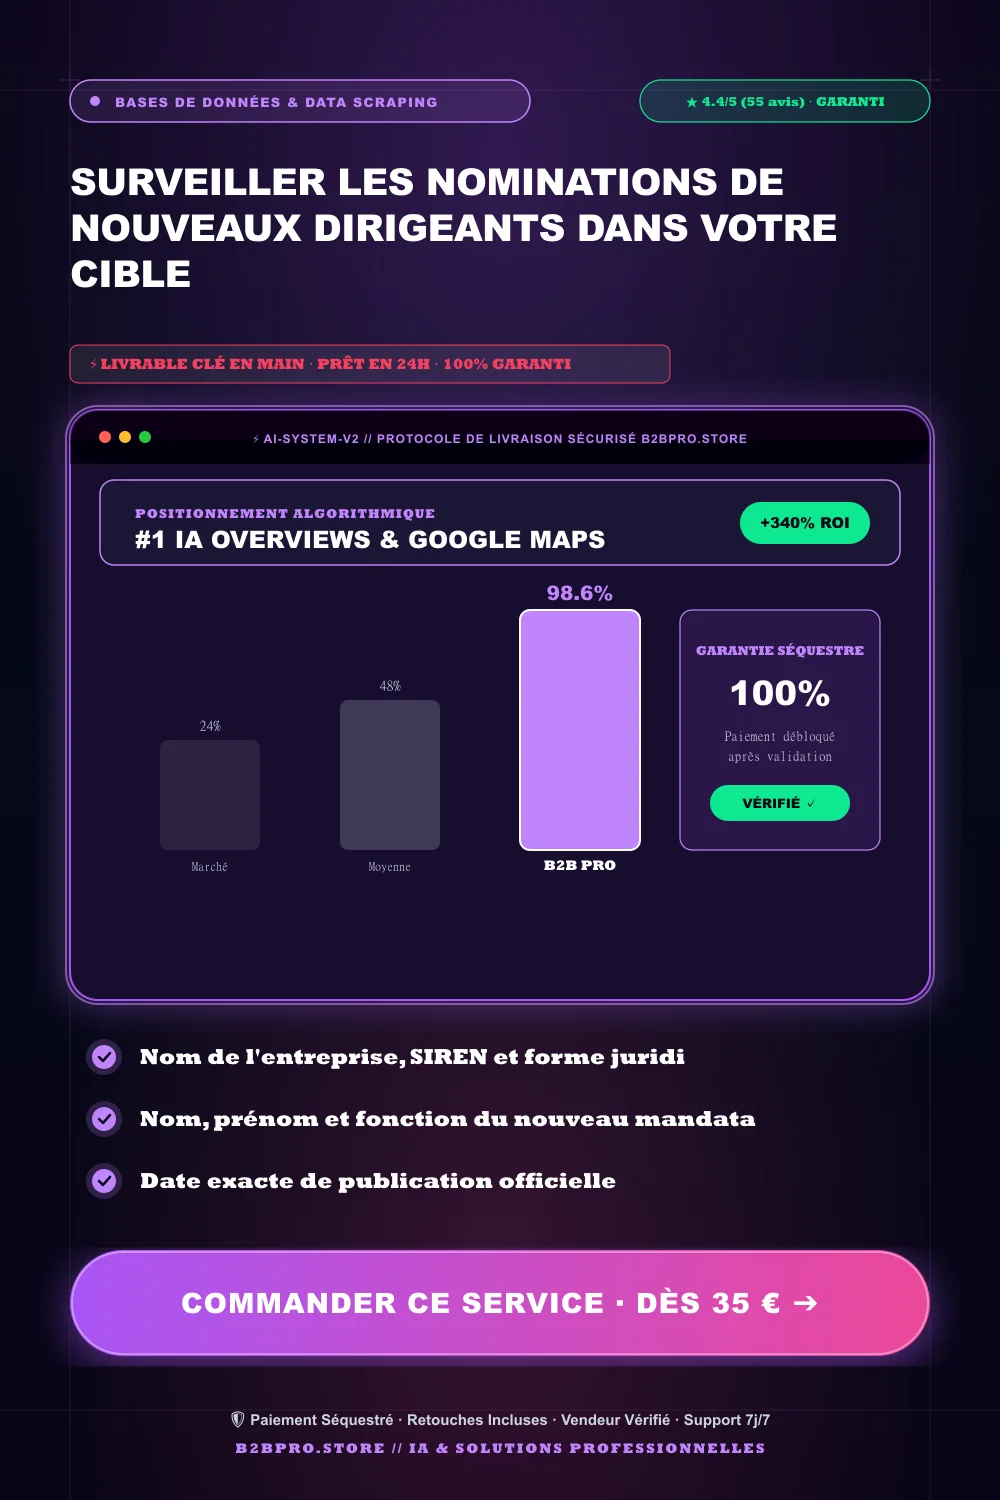 BASES DE DONNÉES & DATA SCRAPING
★ 4.4/5 (55 avis) · GARANTI
SURVEILLER LES NOMINATIONS DE
NOUVEAUX DIRIGEANTS DANS VOTRE
CIBLE
⚡ LIVRABLE CLÉ EN MAIN · PRÊT EN 24H · 100% GARANTI
⚡ AI-SYSTEM-V2 // PROTOCOLE DE LIVRAISON SÉCURISÉ B2BPRO.STORE
POSITIONNEMENT ALGORITHMIQUE
#1 IA OVERVIEWS & GOOGLE MAPS
+340% ROI
98.6%
48%
24%
Marché
Moyenne
B2B PRO
GARANTIE SÉQUESTRE
100%
Paiement débloqué
après validation
VÉRIFIÉ ✓
Nom de l'entreprise, SIREN et forme juridi
Nom, prénom et fonction du nouveau mandata
Date exacte de publication officielle
COMMANDER CE SERVICE · DÈS 35 € →
🛡 Paiement Séquestré · Retouches Incluses · Vendeur Vérifié · Support 7j/7
B2BPRO.STORE // IA & SOLUTIONS PROFESSIONNELLES